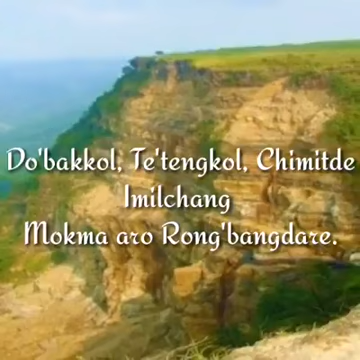 Do'bakkol, Te'tengkol, Chimitde
Imilchang
Mokma aro Rong'bangdare.